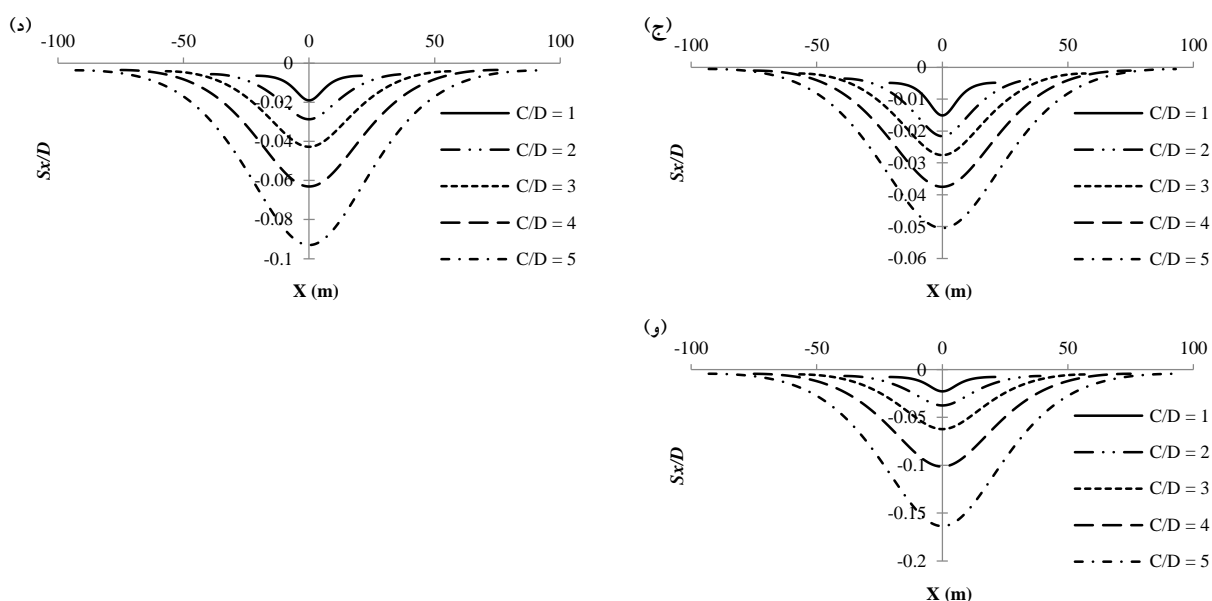 (د
-100 -50 0 50 100
0
-0.02
-0.04
-0.06
-0.08
-0.1
Sx/D
X (m)
C/D = 1
C/D = 2
C/D = 3
C/D = 4
C/D = 5
(ج
-100 -50 0 50 100
0
-0.01
-0.02
-0.03
-0.04
-0.05
-0.06
Sx/D
X (m)
C/D = 1
C/D = 2
C/D = 3
C/D = 4
C/D = 5
(و
-100 -50 0 50 100
0
-0.05
-0.1
-0.15
-0.2
Sx/D
X (m)
C/D = 1
C/D = 2
C/D = 3
C/D = 4
C/D = 5